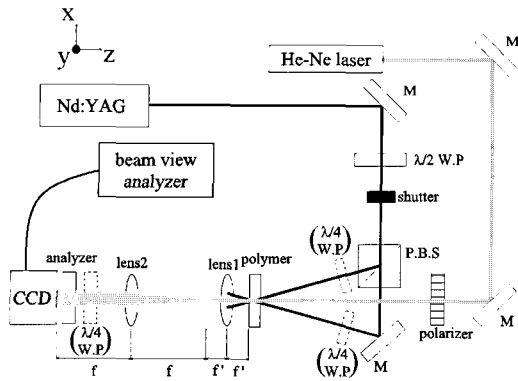 x
y
z
He-Ne laser
M
Nd:YAG
M
λ/2 W.P
beam view
analyzer
shutter
(λ/4
W.P)
P.B.S
analyzer
lens2
lens1
polymer
CCD
(λ/4
W.P)
(λ/4
W.P)
M
polarizer
M
f
f
f'
f'